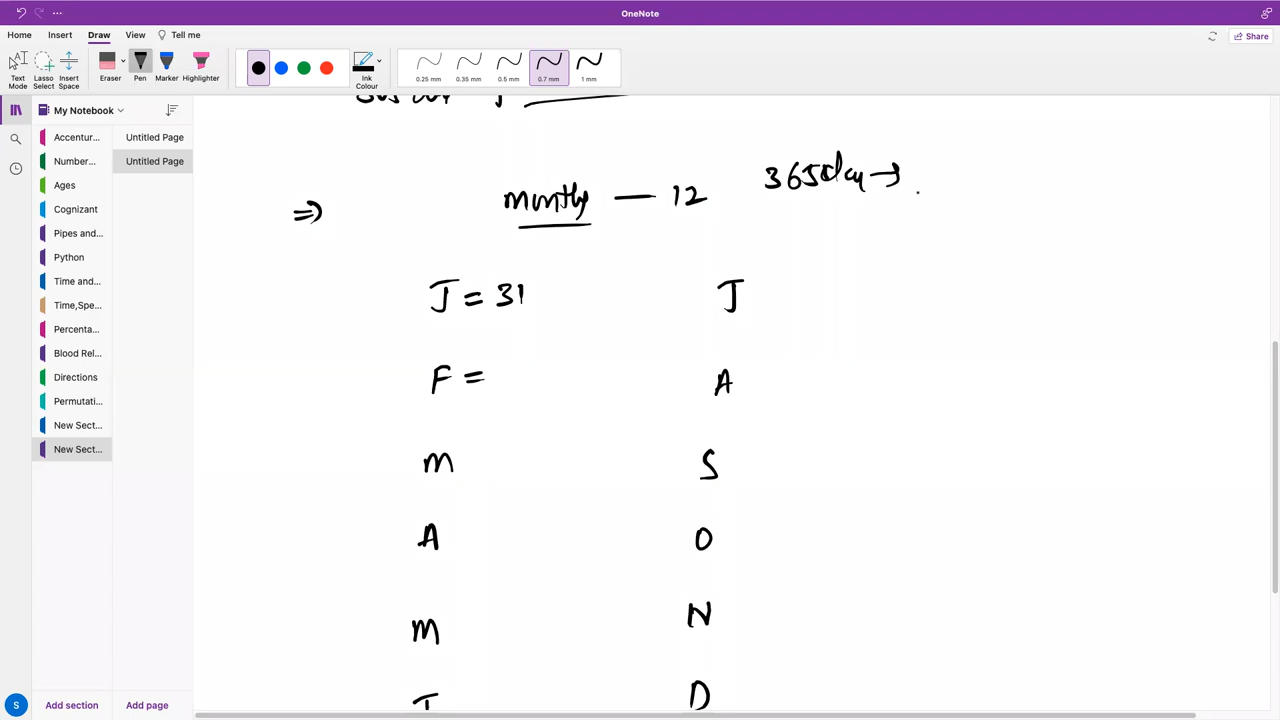 OneNote
Home Insert Draw View Tell me
Share
Text Mode
Lasso Select
Insert Space
Eraser
Pen
Marker
Highlighter
Ink Colour
0.25 mm
0.35 mm
0.5 mm
0.7 mm
1 mm
My Notebook
Accentur...
Number...
Ages
Cognizant
Pipes and...
Python
Time and...
Time,Spe...
Percenta...
Blood Rel...
Directions
Permutati...
New Sect...
New Sect...
Untitled Page
Untitled Page
365day →
⇒ months — 12
J = 31 J
F = A
M S
A O
M N
J D
S Add section Add page